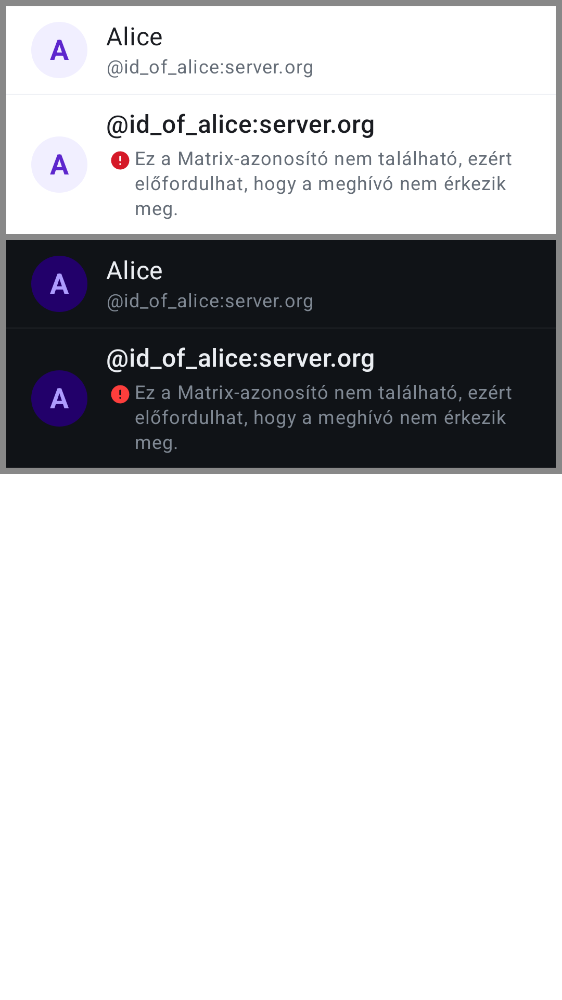 A
Alice
@id_of_alice:server.org
A
@id_of_alice:server.org
Ez a Matrix-azonosító nem található, ezért
előfordulhat, hogy a meghívó nem érkezik
meg.
A
Alice
@id_of_alice:server.org
A
@id_of_alice:server.org
Ez a Matrix-azonosító nem található, ezért
előfordulhat, hogy a meghívó nem érkezik
meg.